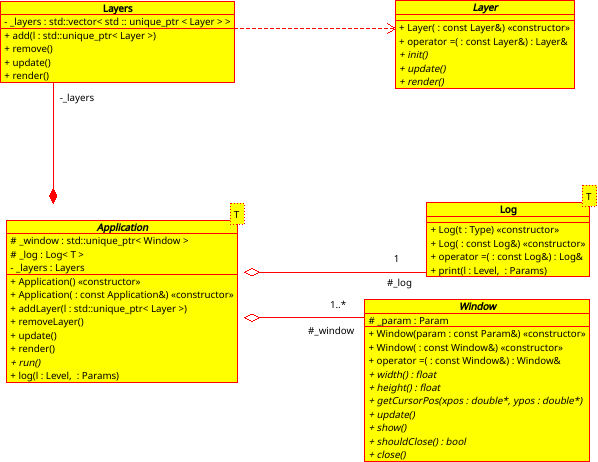 Layers
- _layers : std::vector< std :: unique_ptr < Layer > >
+ add(l : std::unique_ptr< Layer >)
+ remove()
+ update()
+ render()
Layer
+ Layer( : const Layer&) «constructor»
+ operator =( : const Layer&) : Layer&
+ init()
+ update()
+ render()
-_layers
T
Application
# _window : std::unique_ptr< Window >
# _log : Log< T >
- _layers : Layers
+ Application() «constructor»
+ Application( : const Application&) «constructor»
+ addLayer(l : std::unique_ptr< Layer >)
+ removeLayer()
+ update()
+ render()
+ run()
+ log(l : Level,  : Params)
T
Log
+ Log(t : Type) «constructor»
+ Log( : const Log&) «constructor»
+ operator =( : const Log&) : Log&
+ print(l : Level,  : Params)
1
#_log
1..*
#_window
Window
# _param : Param
+ Window(param : const Param&) «constructor»
+ Window( : const Window&) «constructor»
+ operator =( : const Window&) : Window&
+ width() : float
+ height() : float
+ getCursorPos(xpos : double*, ypos : double*)
+ update()
+ show()
+ shouldClose() : bool
+ close()